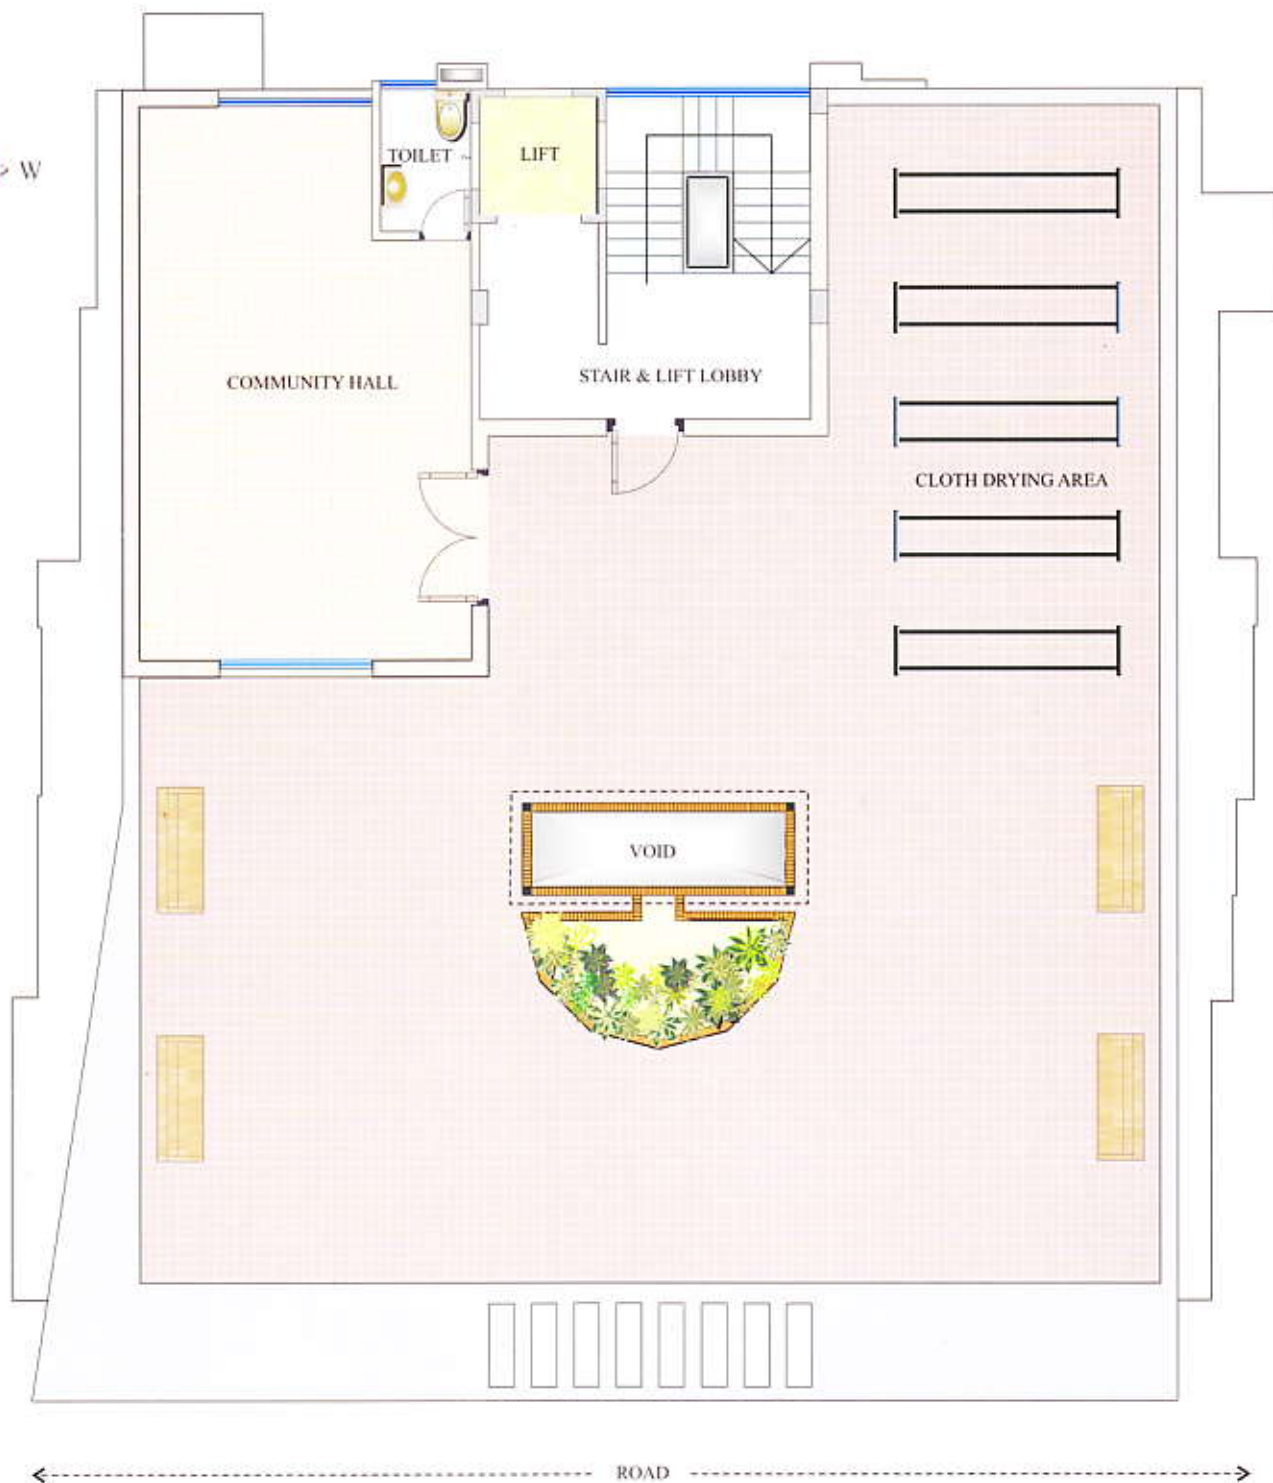 W
TOILET
LIFT
COMMUNITY HALL
STAIR & LIFT LOBBY
CLOTH DRYING AREA
VOID
ROAD